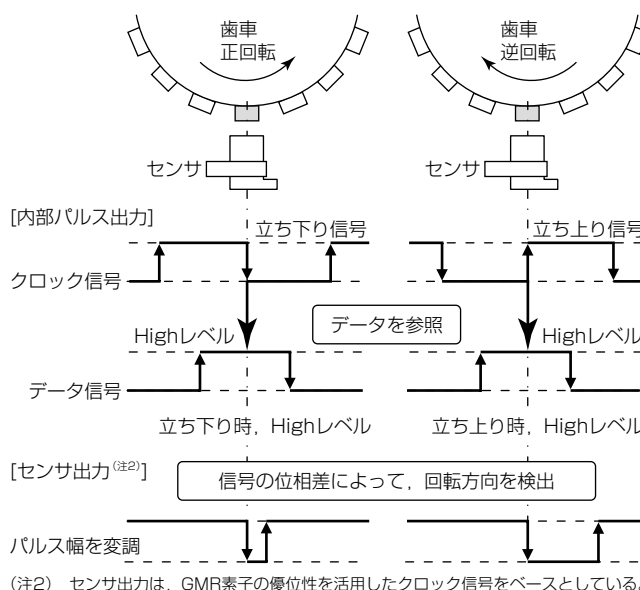 歯車
正回転
歯車
逆回転
センサ
センサ
[内部パルス出力]
立ち下り信号
立ち上り信号
クロック信号
データを参照
Highレベル
Highレベル
データ信号
立ち下り時，Highレベル
立ち上り時，Highレベル
[センサ出力(注2)]
信号の位相差によって，回転方向を検出
パルス幅を変調
(注2) センサ出力は，GMR素子の優位性を活用したクロック信号をベースとしている。